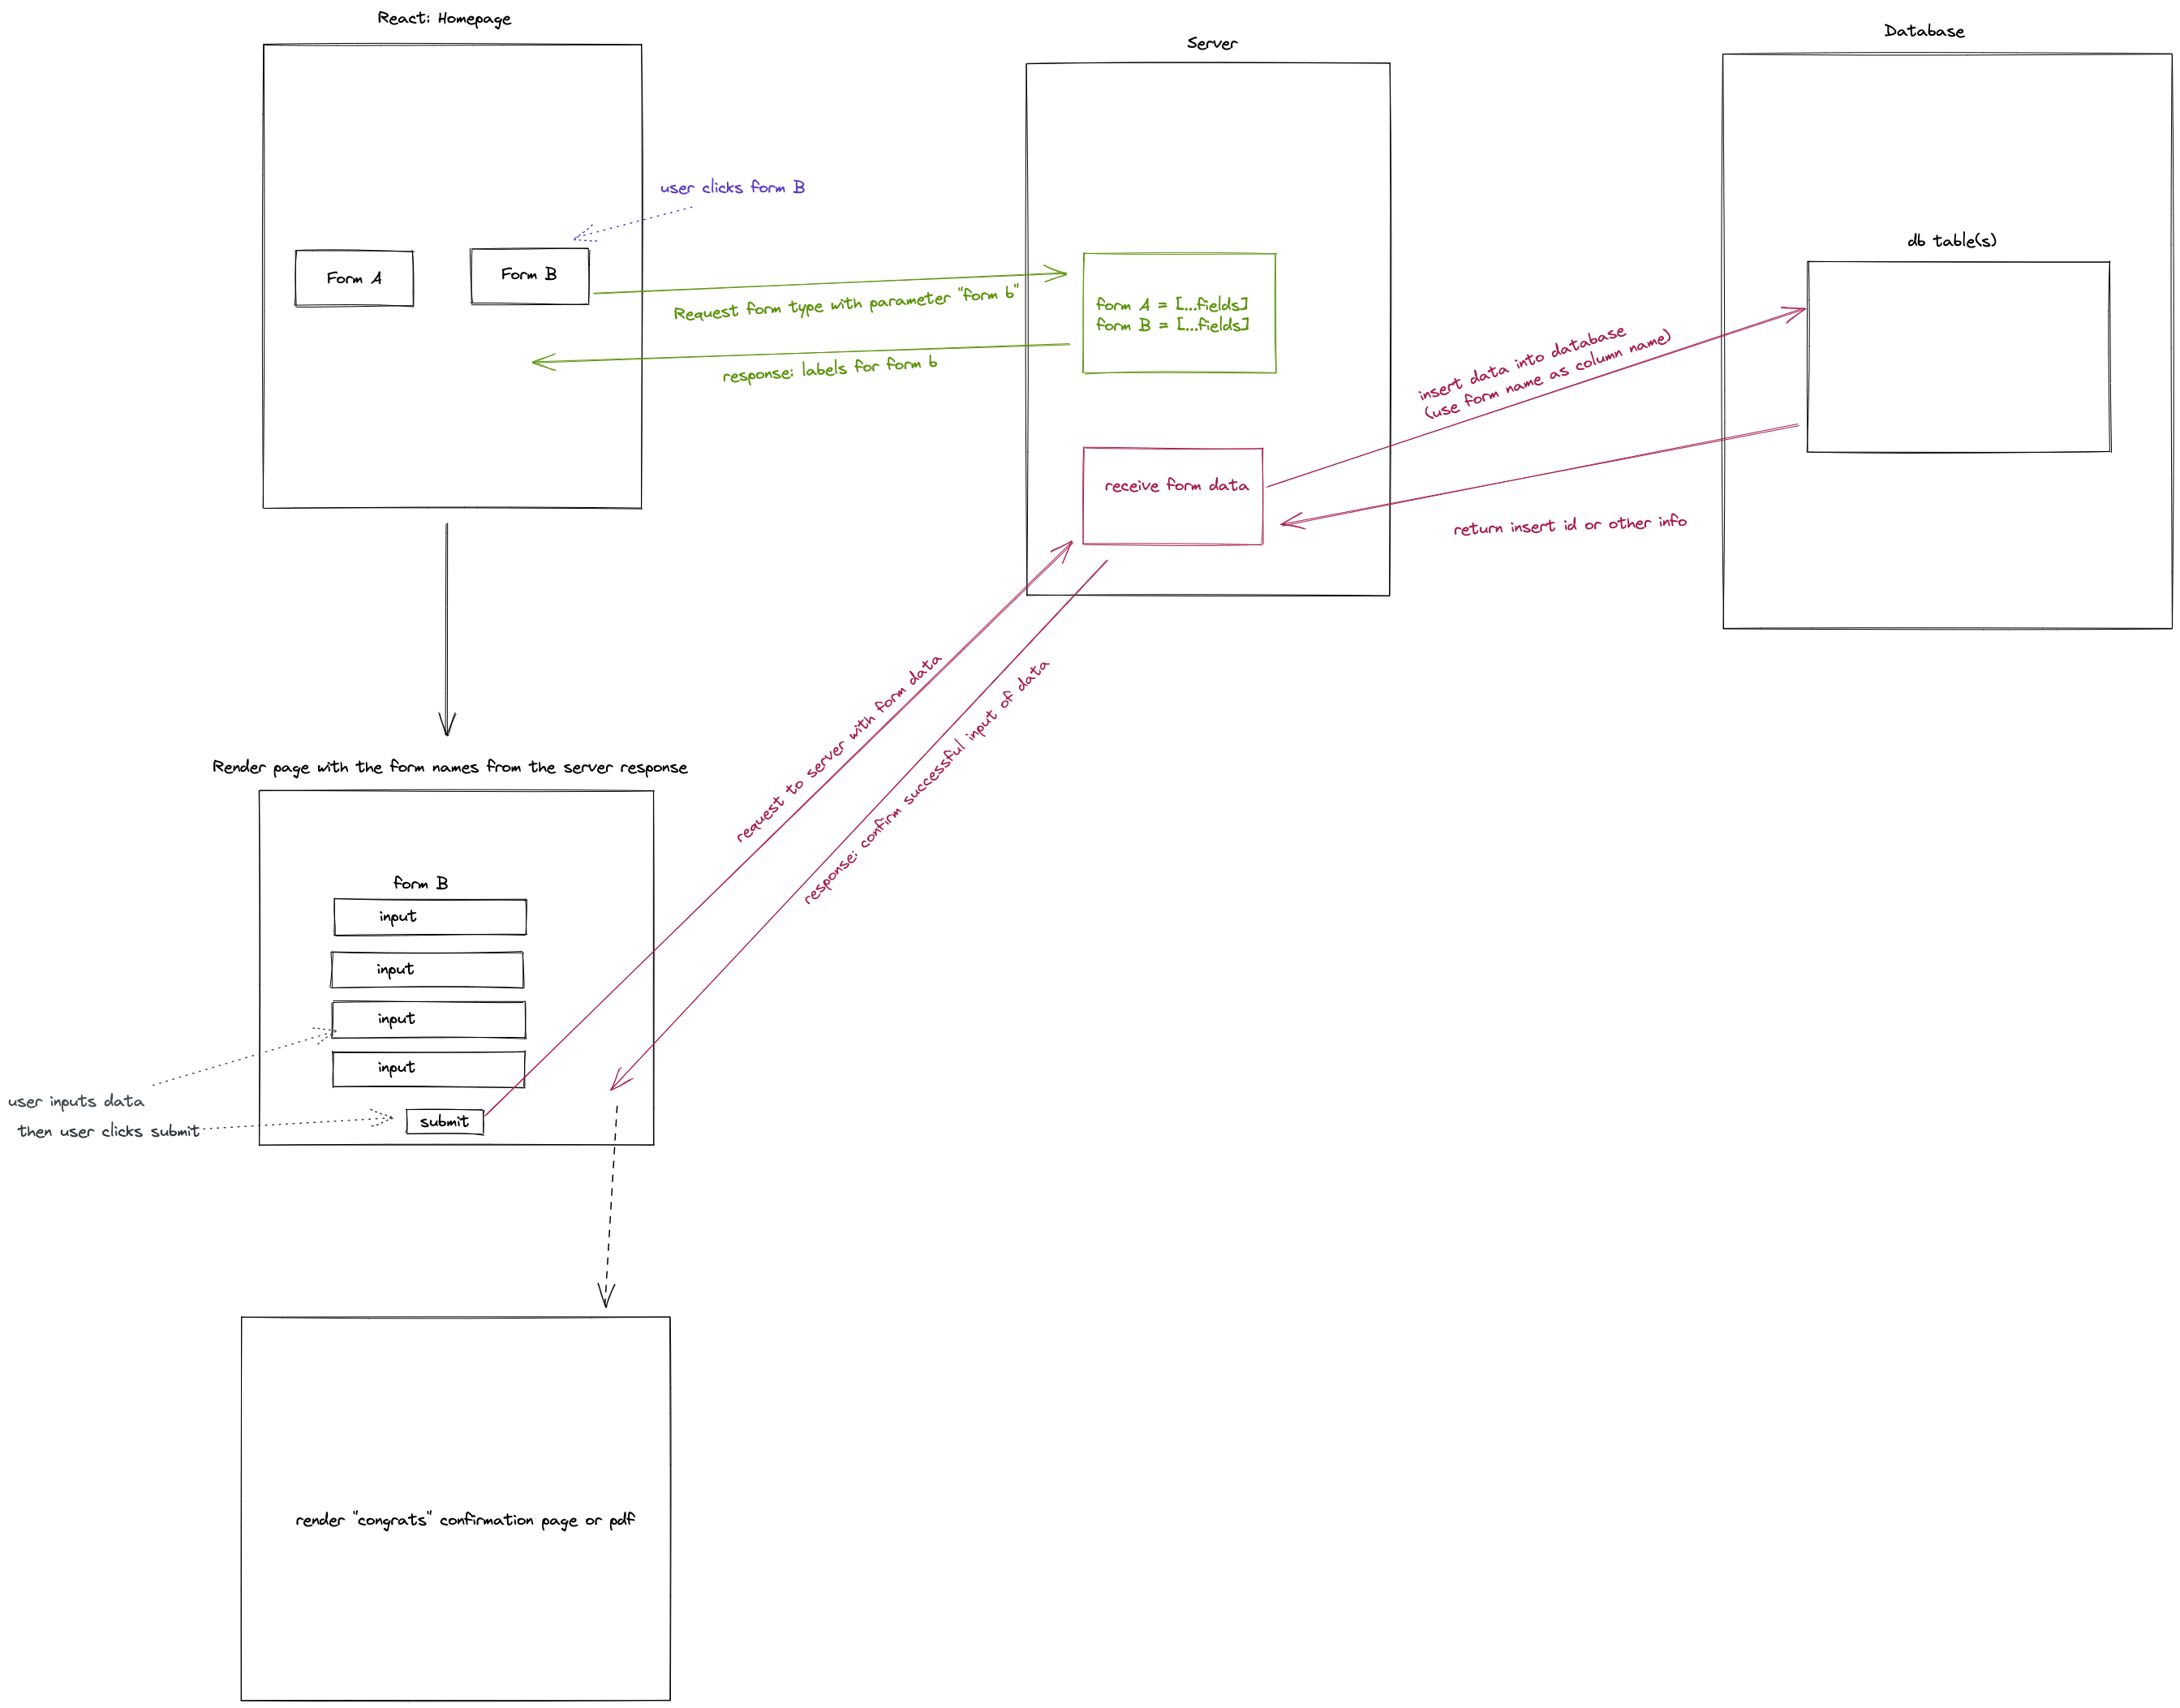 React: Homepage
Server
Database
user clicks form B
Form A
Form B
Request form type with parameter "form b"
response: labels for form b
form A = [...fields]
form B = [...fields]
db table(s)
insert data into database
(use form name as column name)
receive form data
return insert id or other info
request to server with form data
response: confirm successful input of data
Render page with the form names from the server response
form B
input
input
input
input
submit
user inputs data
then user clicks submit
render "congrats" confirmation page or pdf